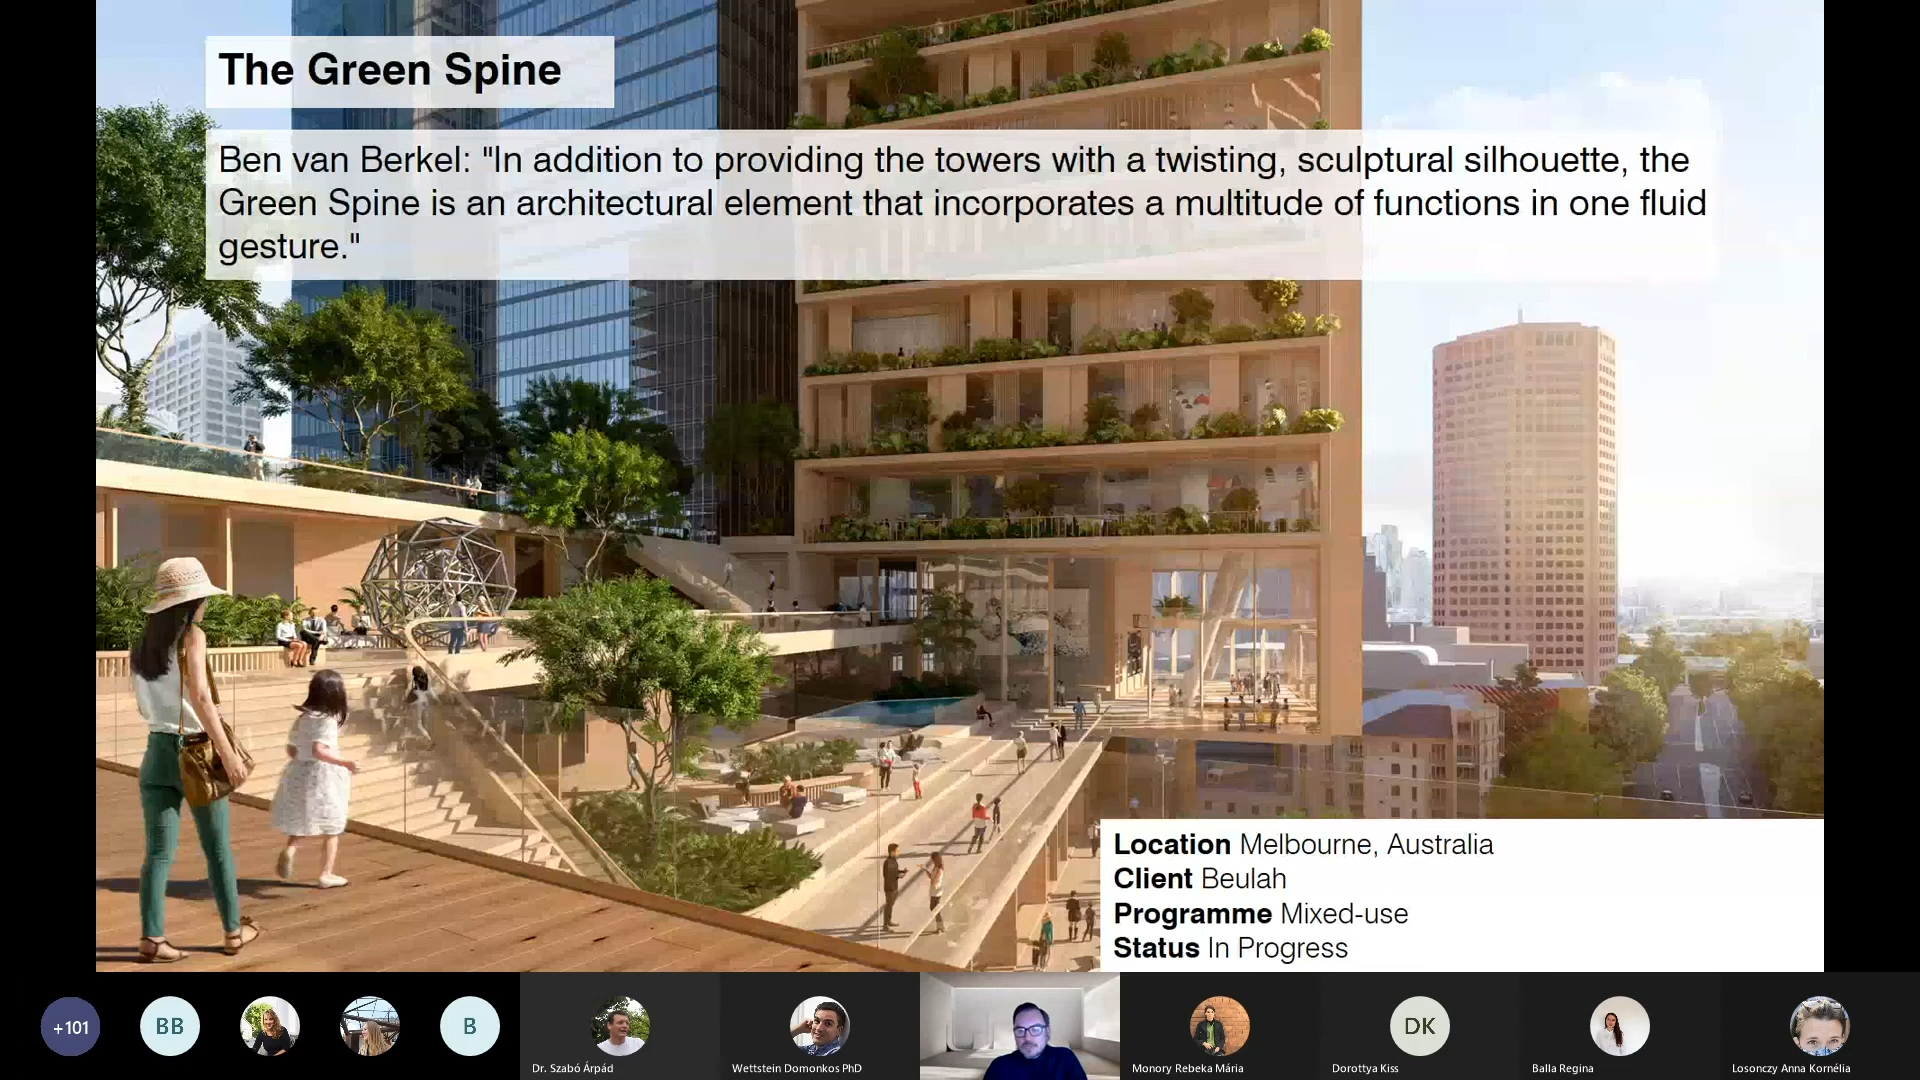 The Green Spine
Ben van Berkel: "In addition to providing the towers with a twisting, sculptural silhouette, the
Green Spine is an architectural element that incorporates a multitude of functions in one fluid
gesture."
Location Melbourne, Australia
Client Beulah
Programme Mixed-use
Status In Progress
+101
BB
B
DK
Dr. Szabó Árpád
Wettstein Domonkos PhD
Monory Rebeka Mária
Dorottya Kiss
Balla Regina
Losonczy Anna Kornélia